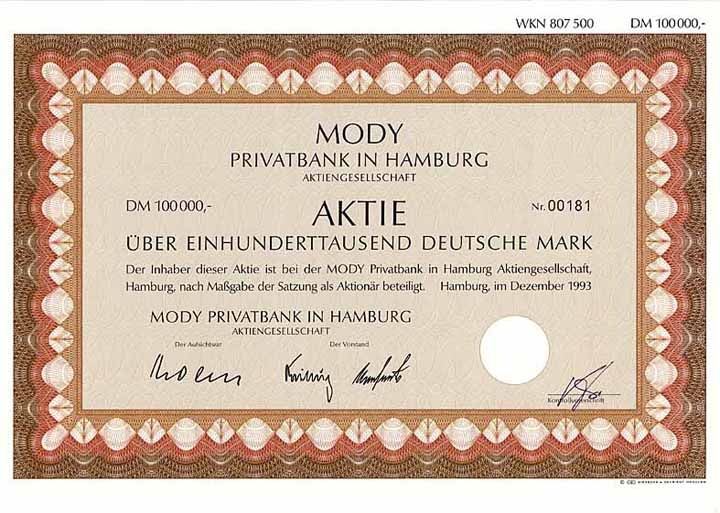 WKN 807 500 DM 100 000,-
MODY
PRIVATBANK IN HAMBURG
AKTIENGESELLSCHAFT
DM 100 000,- AKTIE Nr. 00181
ÜBER EINHUNDERTTAUSEND DEUTSCHE MARK
Der Inhaber dieser Aktie ist bei der MODY Privatbank in Hamburg Aktiengesellschaft,
Hamburg, nach Maßgabe der Satzung als Aktionär beteiligt. Hamburg, im Dezember 1993
MODY PRIVATBANK IN HAMBURG
AKTIENGESELLSCHAFT
Der Aufsichtsrat Der Vorstand
Kontrollunterschrift